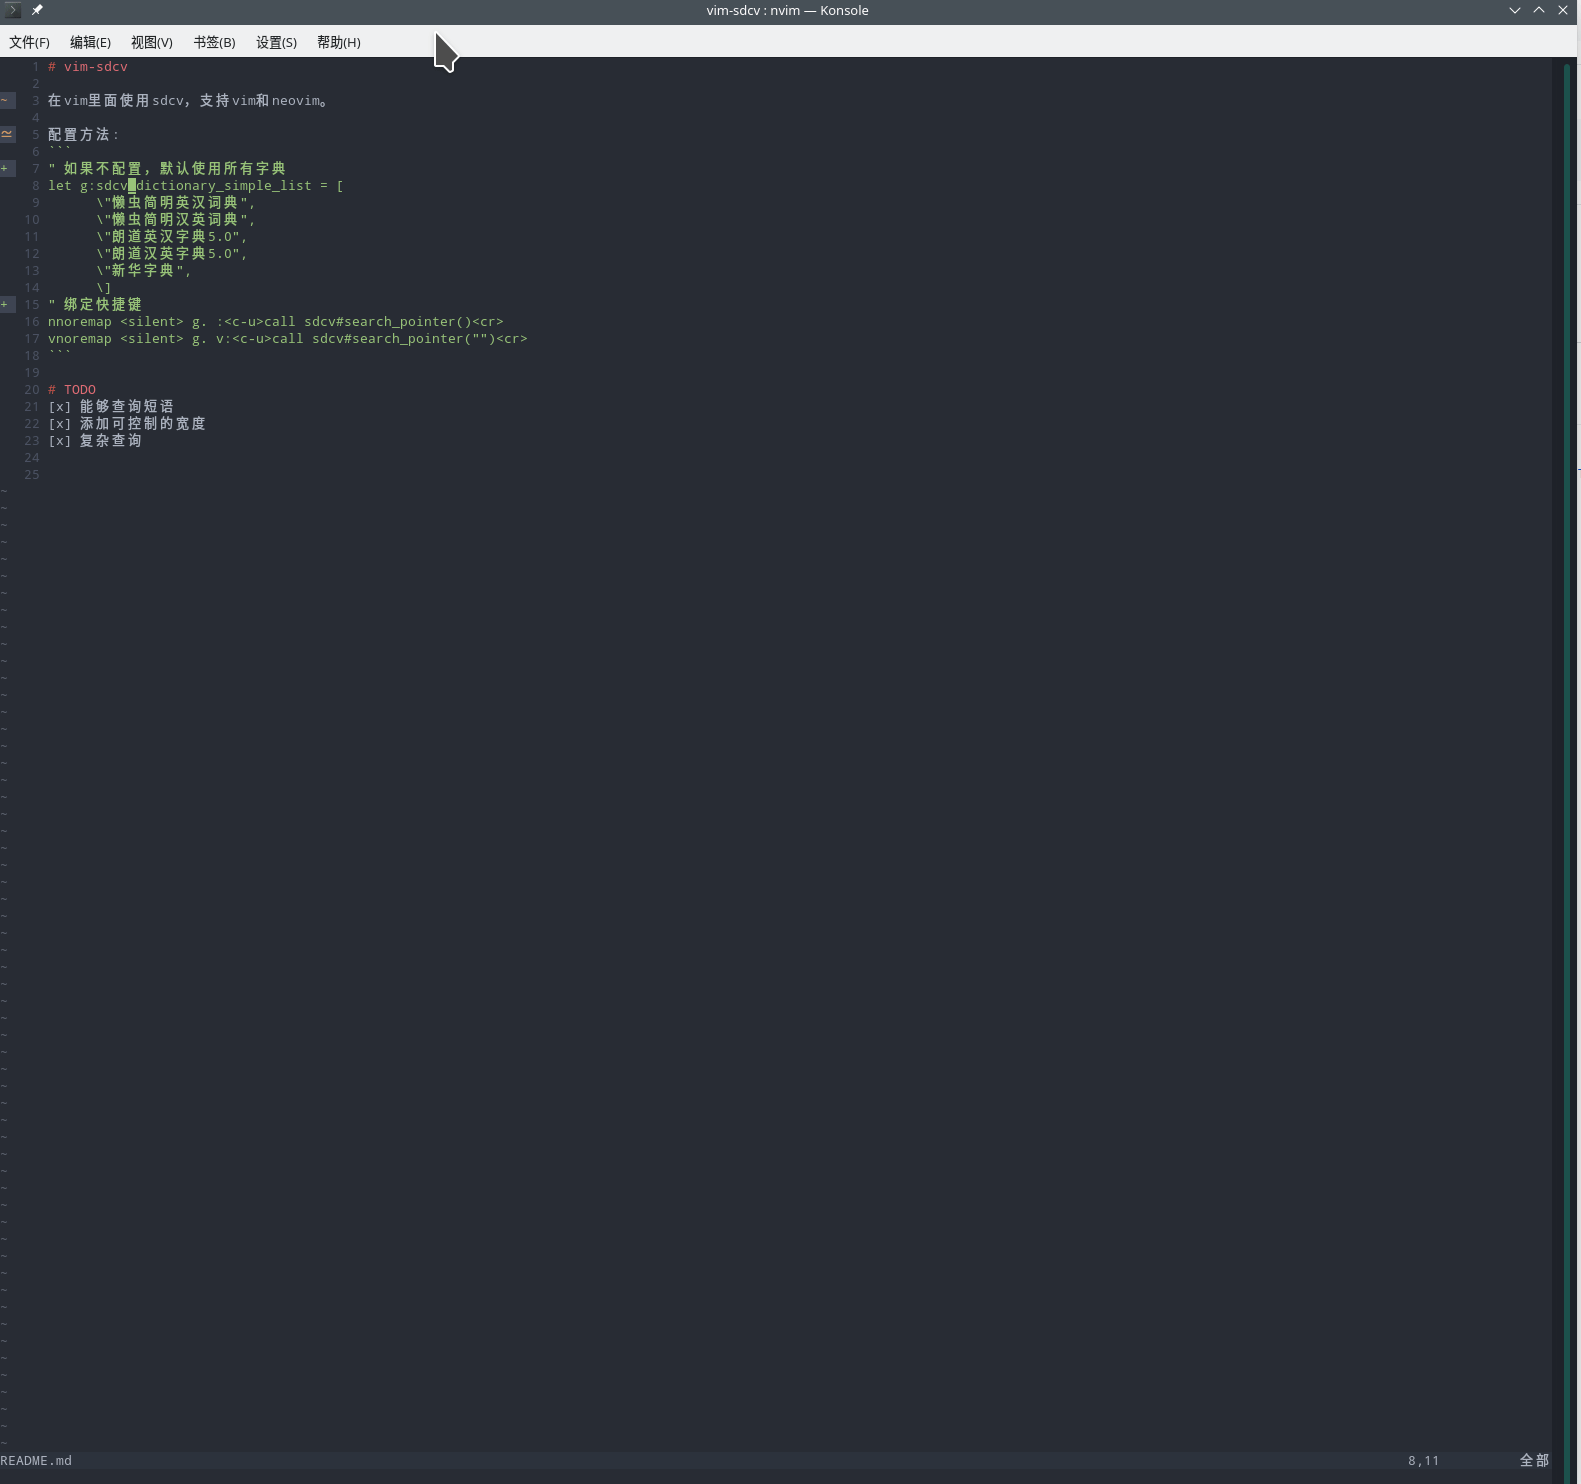 vim-sdcv : nvim — Konsole
文件(F) 编辑(E) 视图(V) 书签(B) 设置(S) 帮助(H)
1 # vim-sdcv
2
~ 3 在vim里面使用sdcv，支持vim和neovim。
4
≃ 5 配置方法：
6 ```
+ 7 " 如果不配置，默认使用所有字典
8 let g:sdcv_dictionary_simple_list = [
9 \"懒虫简明英汉词典",
10 \"懒虫简明汉英词典",
11 \"朗道英汉字典5.0",
12 \"朗道汉英字典5.0",
13 \"新华字典",
14 \]
+ 15 " 绑定快捷键
16 nnoremap <silent> g. :<c-u>call sdcv#search_pointer()<cr>
17 vnoremap <silent> g. v:<c-u>call sdcv#search_pointer("")<cr>
18 ```
19
20 # TODO
21 [x] 能够查询短语
22 [x] 添加可控制的宽度
23 [x] 复杂查询
24
25
README.md 8,11 全部